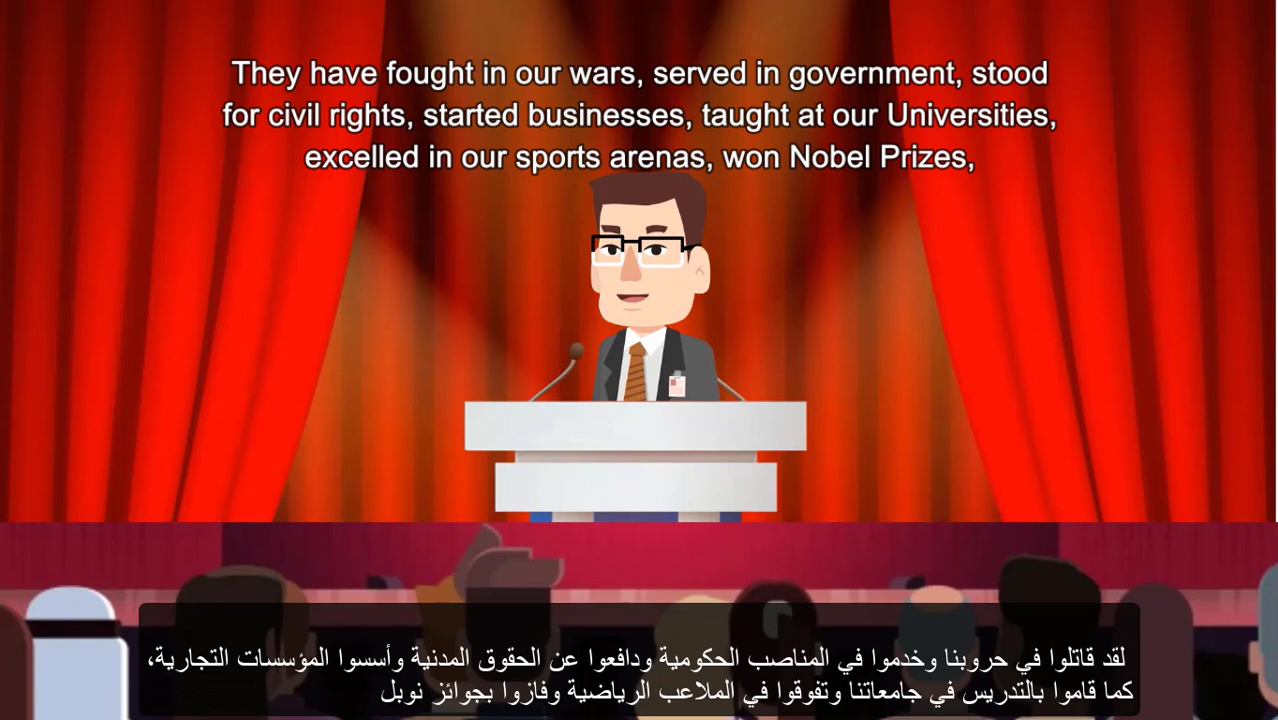 They have fought in our wars, served in government, stood
for civil rights, started businesses, taught at our Universities,
excelled in our sports arenas, won Nobel Prizes,
لقد قاتلوا في حروبنا وخدموا في المناصب الحكومية ودافعوا عن الحقوق المدنية وأسسوا المؤسسات التجارية،
كما قاموا بالتدريس في جامعاتنا وتفوقوا في الملاعب الرياضية وفازوا بجوائز نوبل